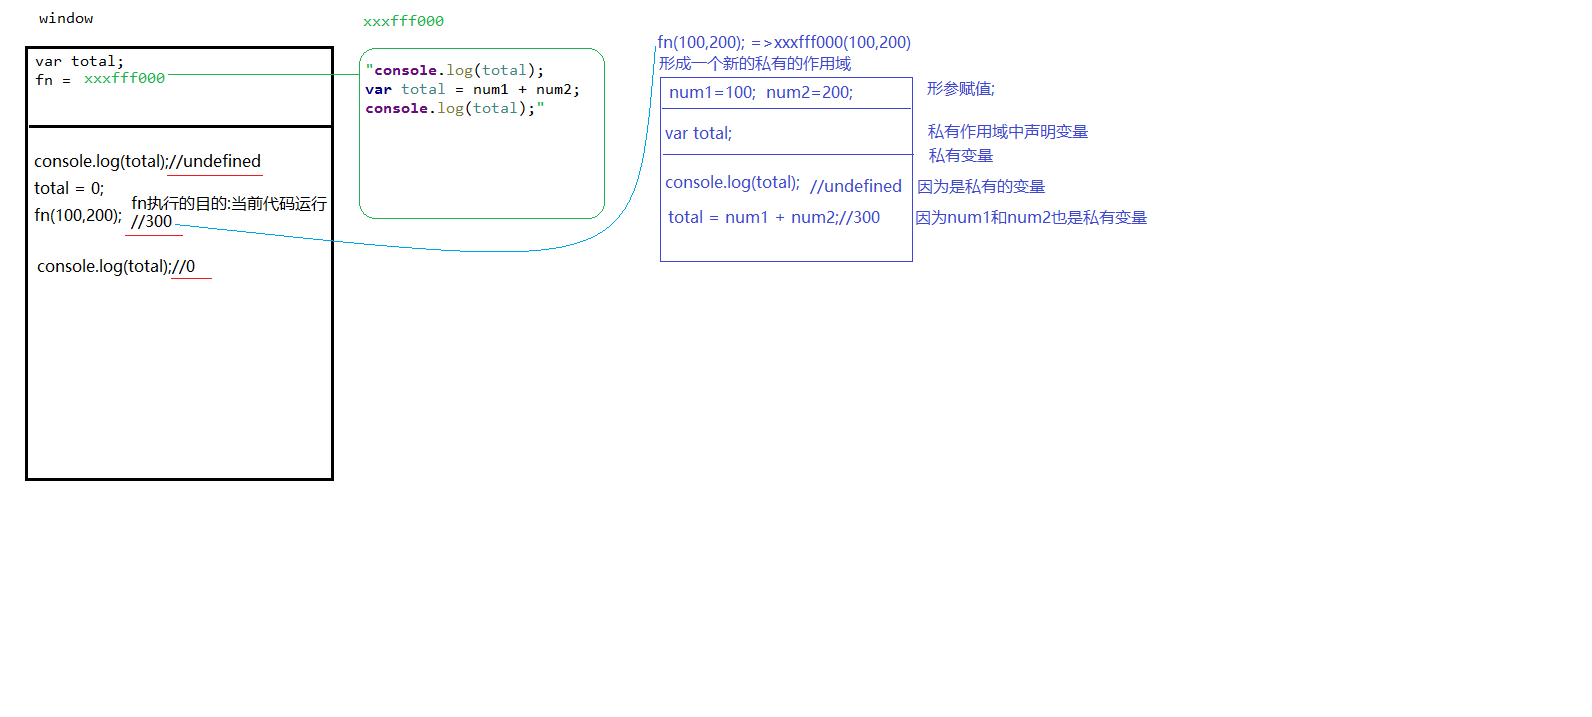 window
var total;
fn = xxxfff000
console.log(total);//undefined
total = 0;
fn执行的目的:当前代码运行
fn(100,200);
//300
console.log(total);//0
xxxfff000
"console.log(total);
var total = num1 + num2;
console.log(total);"
fn(100,200); =>xxxfff000(100,200)
形成一个新的私有的作用域
num1=100; num2=200;
形参赋值;
var total;
私有作用域中声明变量
私有变量
console.log(total); //undefined
因为是私有的变量
total = num1 + num2;//300
因为num1和num2也是私有变量